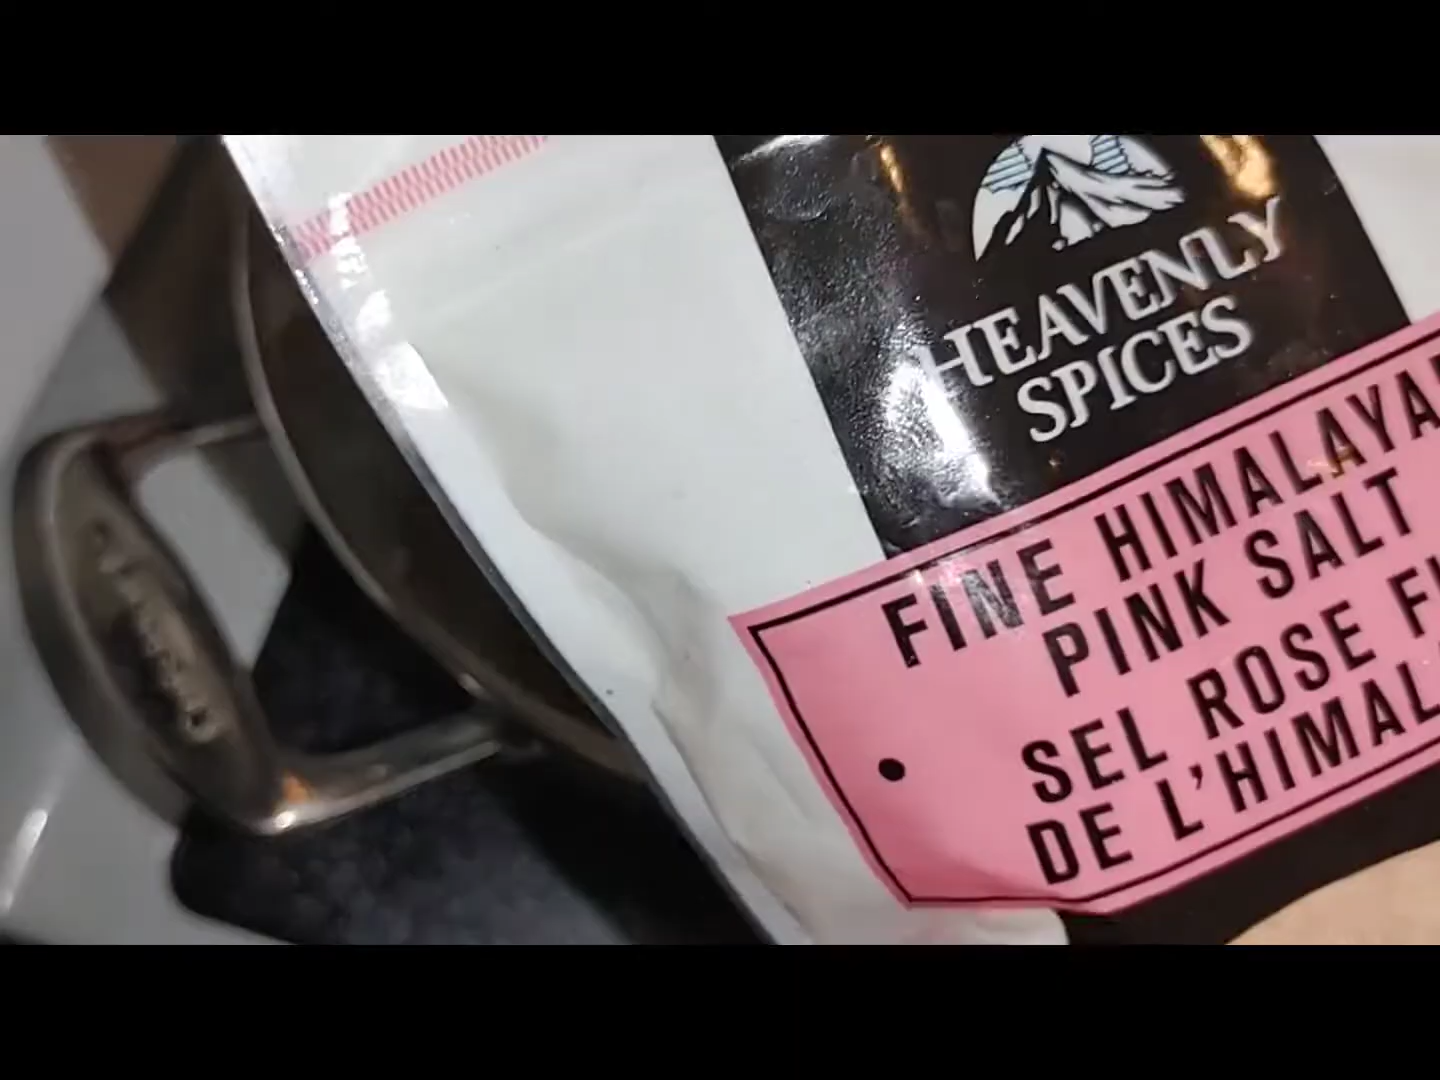 HEAVENLY
SPICES
FINE HIMALAYA
PINK SALT
SEL ROSE
DE L'HIMAL